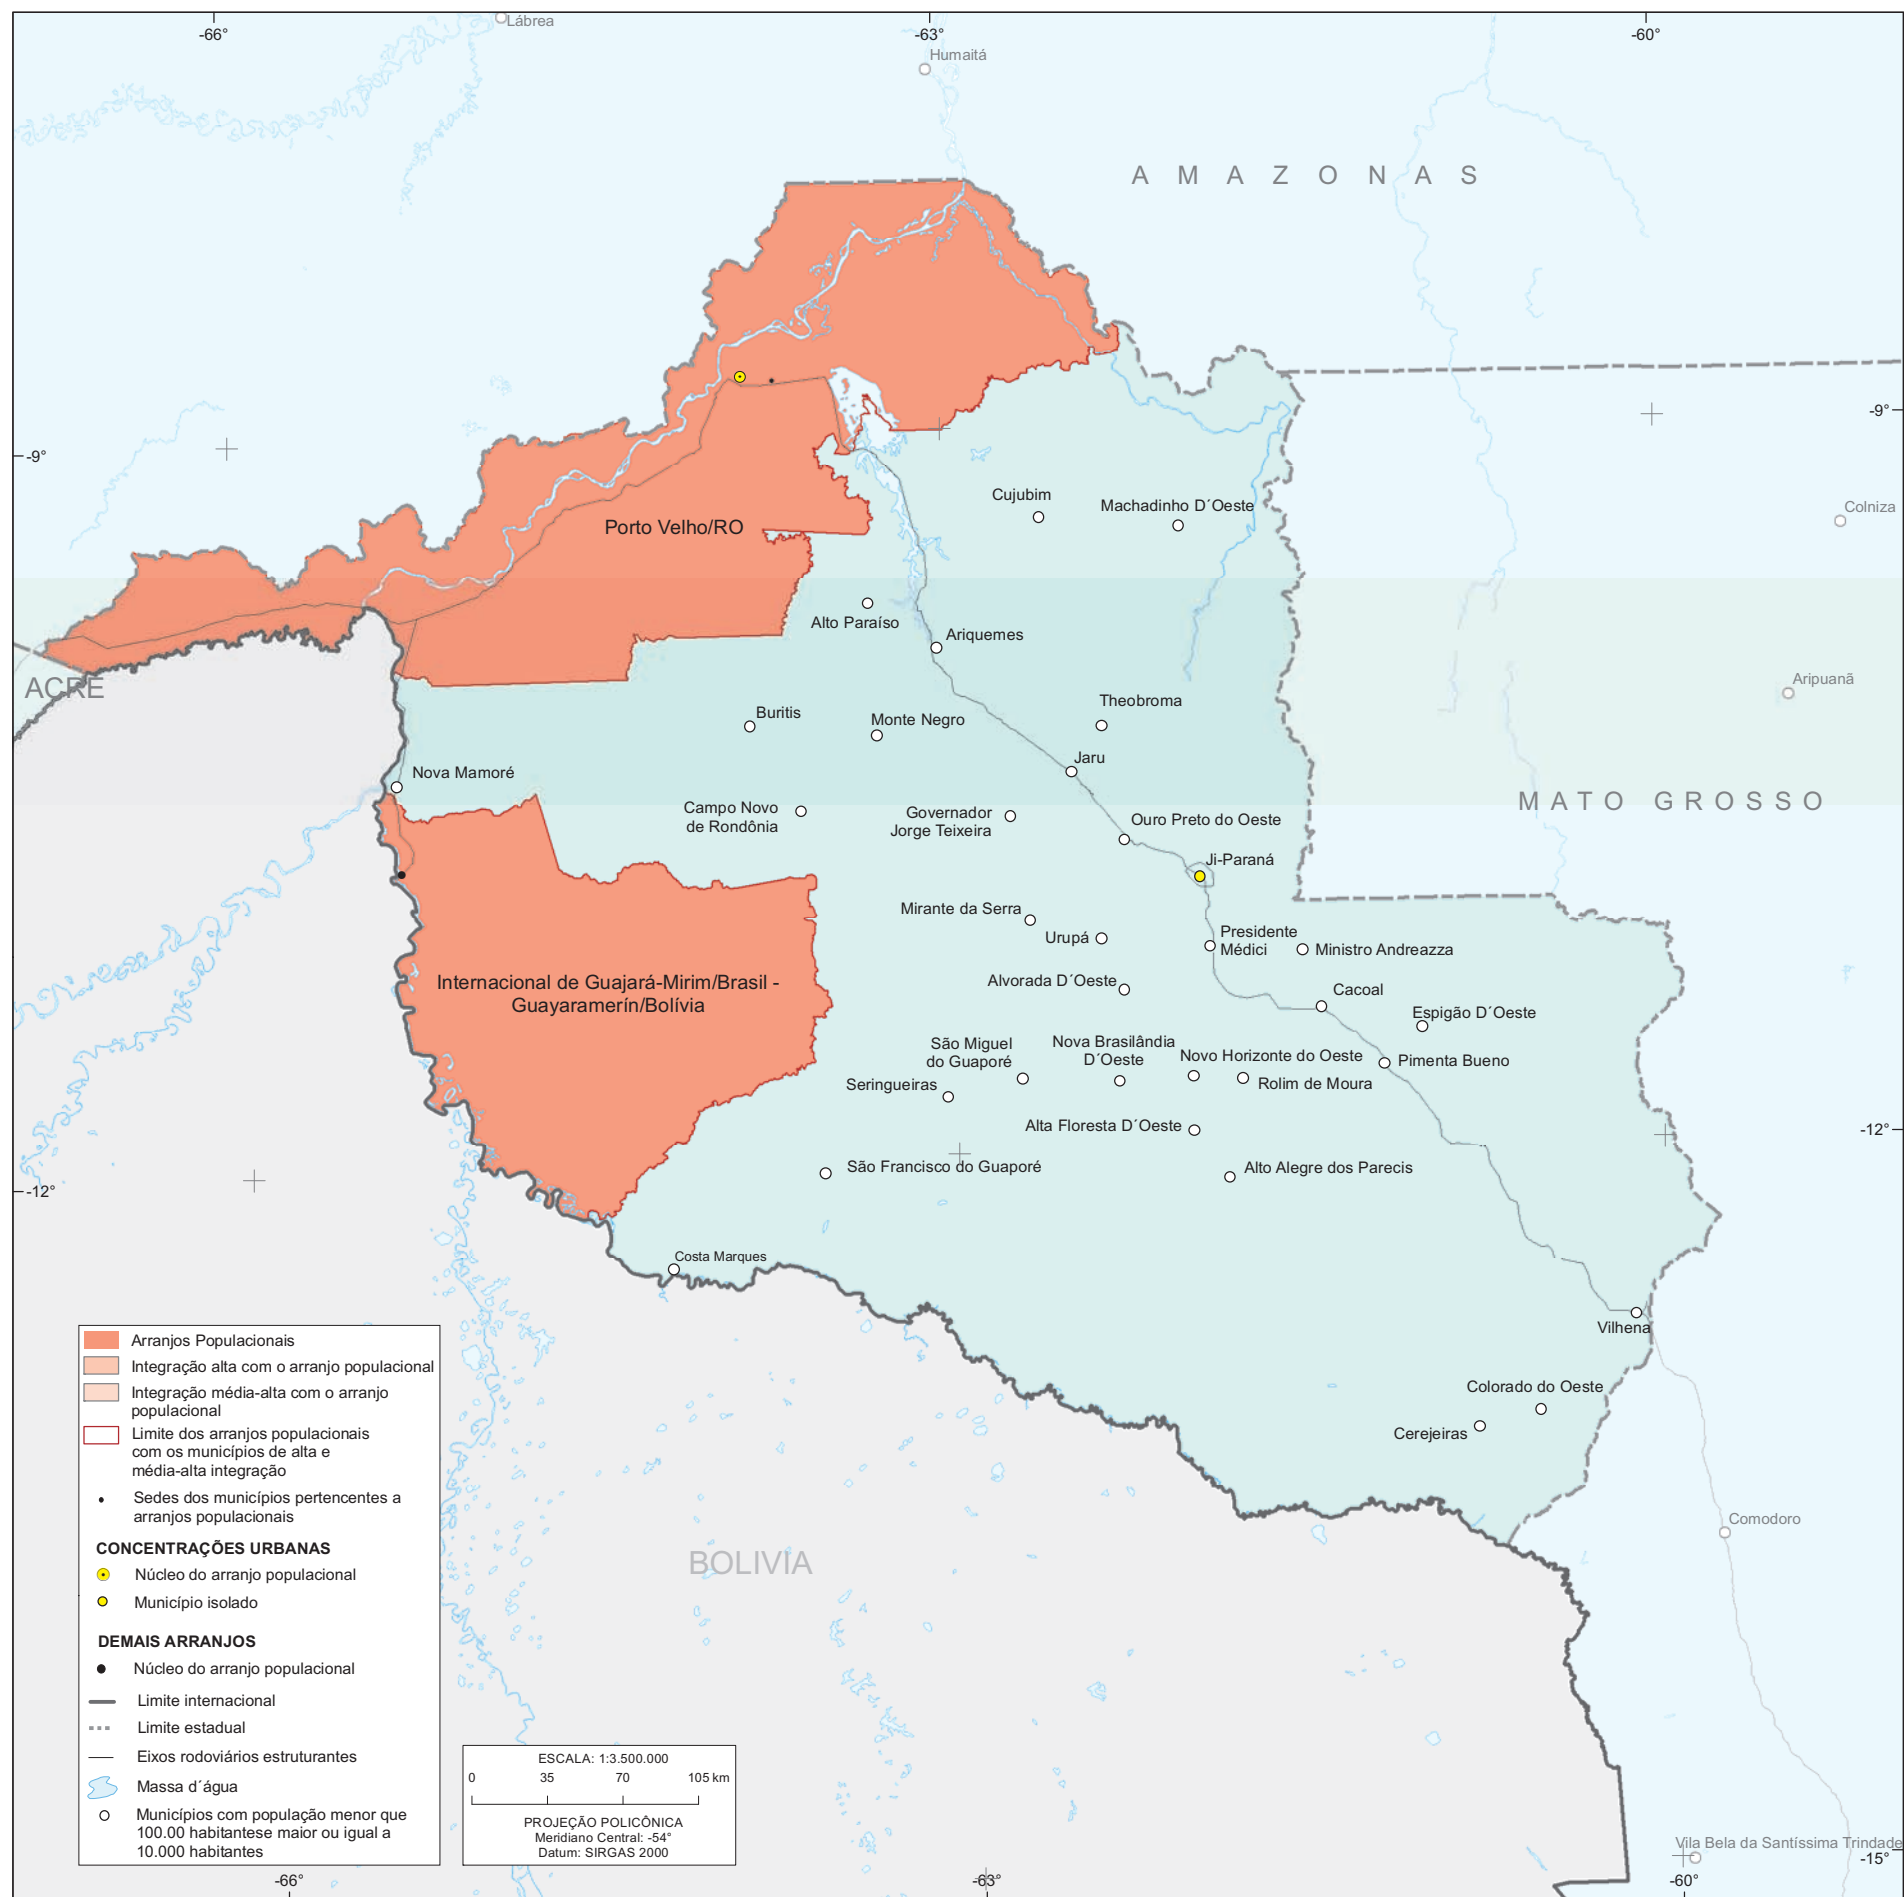 -66°
Lábrea
-63°
-60°
Humaitá
A M A Z O N A S
-9°
-9°
Cujubim
Machadinho D´Oeste
Colniza
Porto Velho/RO
Alto Paraíso
Ariquemes
ACRE
Aripuanã
Theobroma
Buritis
Monte Negro
Jaru
Nova Mamoré
MATO GROSSO
Campo Novo
de Rondônia
Governador
Jorge Teixeira
Ouro Preto do Oeste
Ji-Paraná
Mirante da Serra
Urupá
Presidente
Médici
Ministro Andreazza
Internacional de Guajará-Mirim/Brasil -
Guayaramerín/Bolívia
Alvorada D´Oeste
Cacoal
Espigão D´Oeste
São Miguel
do Guaporé
Nova Brasilândia
D´Oeste
Novo Horizonte do Oeste
Pimenta Bueno
Seringueiras
Rolim de Moura
Alta Floresta D´Oeste
-12°
São Francisco do Guaporé
Alto Alegre dos Parecis
-12°
Costa Marques
Vilhena
Colorado do Oeste
Cerejeiras
Comodoro
BOLIVIA
Arranjos Populacionais
Integração alta com o arranjo populacional
Integração média-alta com o arranjo
populacional
Limite dos arranjos populacionais
com os municípios de alta e
média-alta integração
Sedes dos municípios pertencentes a
arranjos populacionais
CONCENTRAÇÕES URBANAS
Núcleo do arranjo populacional
Município isolado
DEMAIS ARRANJOS
Núcleo do arranjo populacional
Limite internacional
Limite estadual
Eixos rodoviários estruturantes
Massa d´água
Municípios com população menor que
100.00 habitantese maior ou igual a
10.000 habitantes
ESCALA: 1:3.500.000
0 35 70 105 km
PROJEÇÃO POLICÔNICA
Meridiano Central: -54°
Datum: SIRGAS 2000
Vila Bela da Santíssima Trindade
-15°
-66°
-63°
-60°